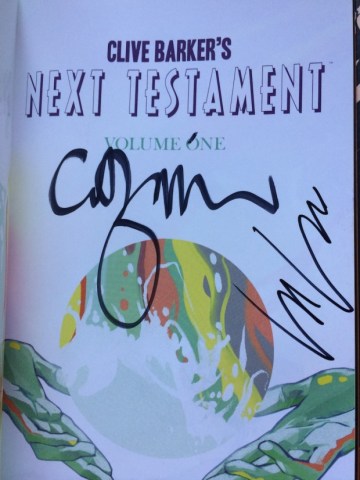 CLIVE BARKER'S
NEXT TESTAMENT
VOLUME ONE